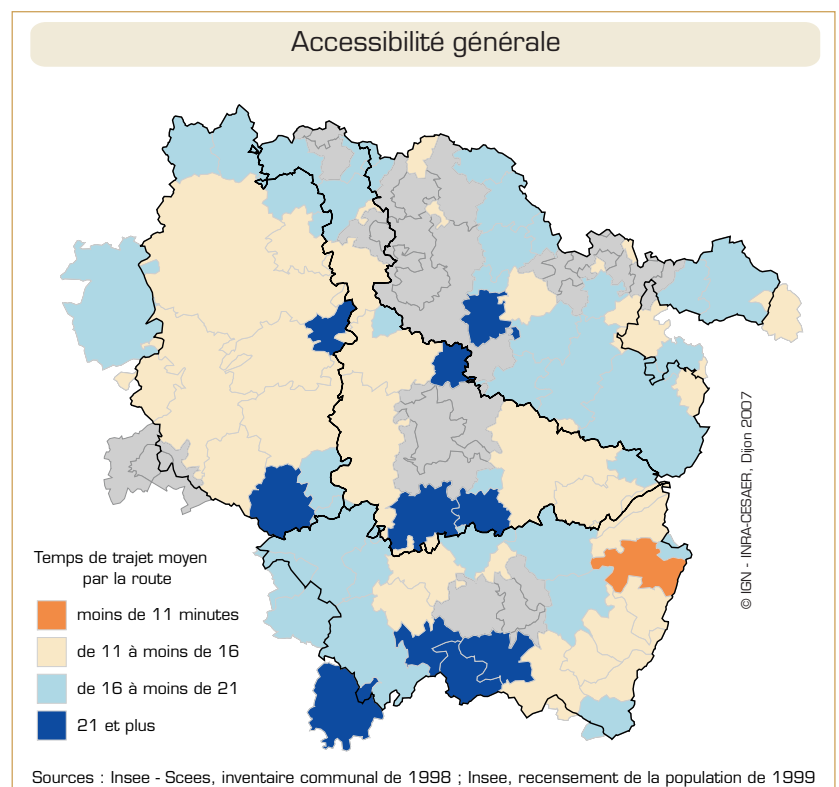 Accessibilité générale
© IGN - INRA-CESAER, Dijon 2007
Temps de trajet moyen
par la route
moins de 11 minutes
de 11 à moins de 16
de 16 à moins de 21
21 et plus
Sources : Insee - Scees, inventaire communal de 1998 ; Insee, recensement de la population de 1999